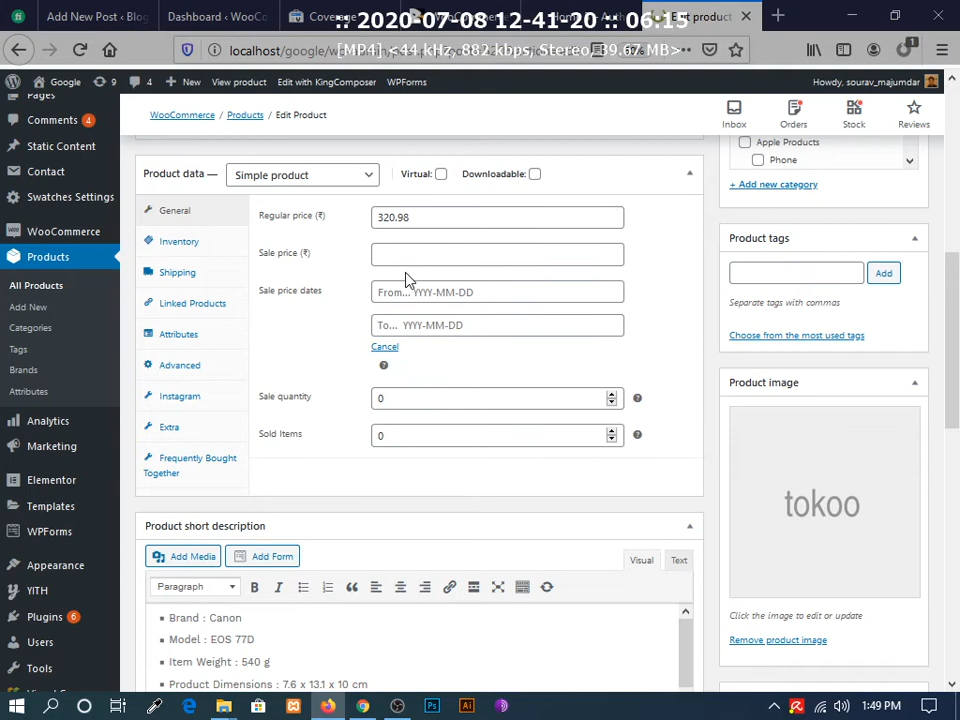 Add New Post ‹ Blog
Dashboard ‹ WooCo
Coverage
WooCommerc
Edit product
:: 2020-07-08 12-41-20 :: 06:15
localhost/google/wo
[MP4] <44 kHz, 882 kbps, Stereo, 39.67 MB>
Google
9
4
New
View product
Edit with KingComposer
WPForms
Howdy, sourav_majumdar
Pages
Comments 4
Static Content
Contact
Swatches Settings
WooCommerce
Products
All Products
Add New
Categories
Tags
Brands
Attributes
Analytics
Marketing
Elementor
Templates
WPForms
Appearance
YITH
Plugins 6
Users
Tools
WooCommerce / Products / Edit Product
Inbox
Orders
Stock
Reviews
Product data —
Simple product
Virtual:
Downloadable:
General
Inventory
Shipping
Linked Products
Attributes
Advanced
Instagram
Extra
Frequently Bought
Together
Regular price (₹)
320.98
Sale price (₹)
Sale price dates
From... YYYY-MM-DD
To... YYYY-MM-DD
Cancel
Sale quantity
0
Sold Items
0
Product short description
Add Media
Add Form
Visual
Text
Paragraph
Brand : Canon
Model : EOS 77D
Item Weight : 540 g
Product Dimensions : 7.6 x 13.1 x 10 cm
Apple Products
Phone
+ Add new category
Product tags
Add
Separate tags with commas
Choose from the most used tags
Product image
tokoo
Click the image to edit or update
Remove product image
1:49 PM